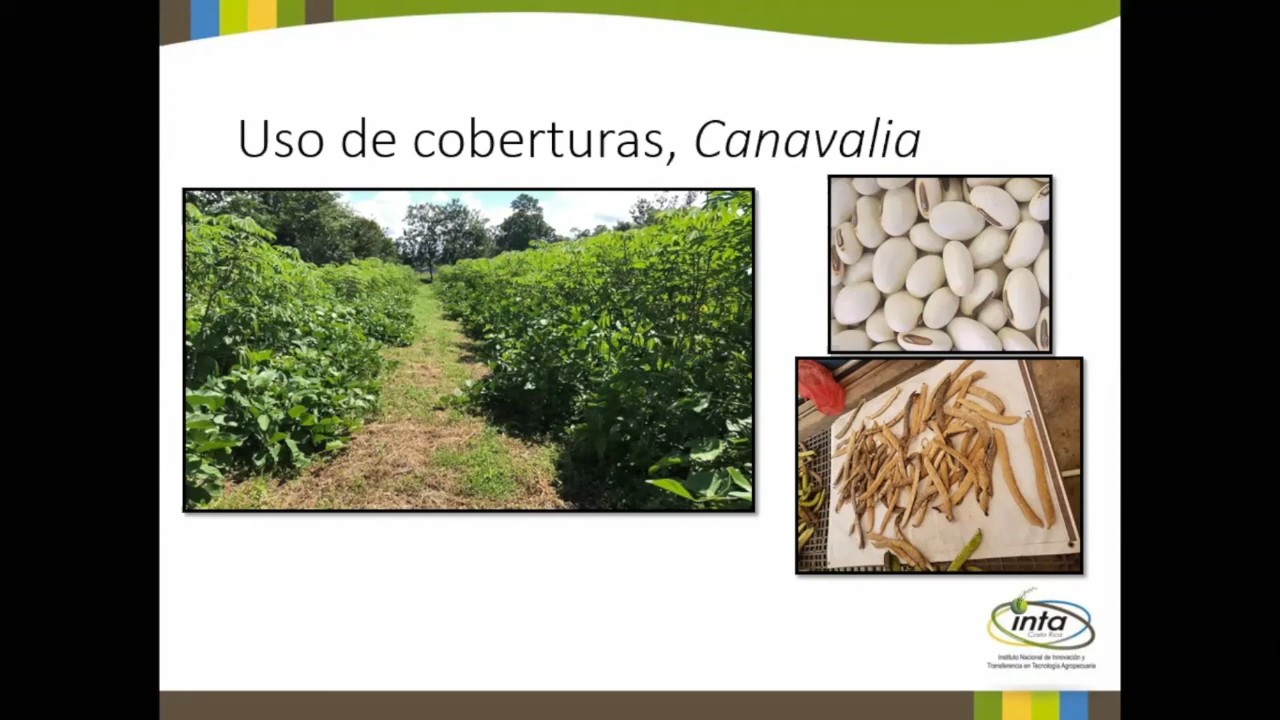 Uso de coberturas, Canavalia
inta
Costa Rica
Instituto Nacional de Innovación y
Transferencia en Tecnología Agropecuaria